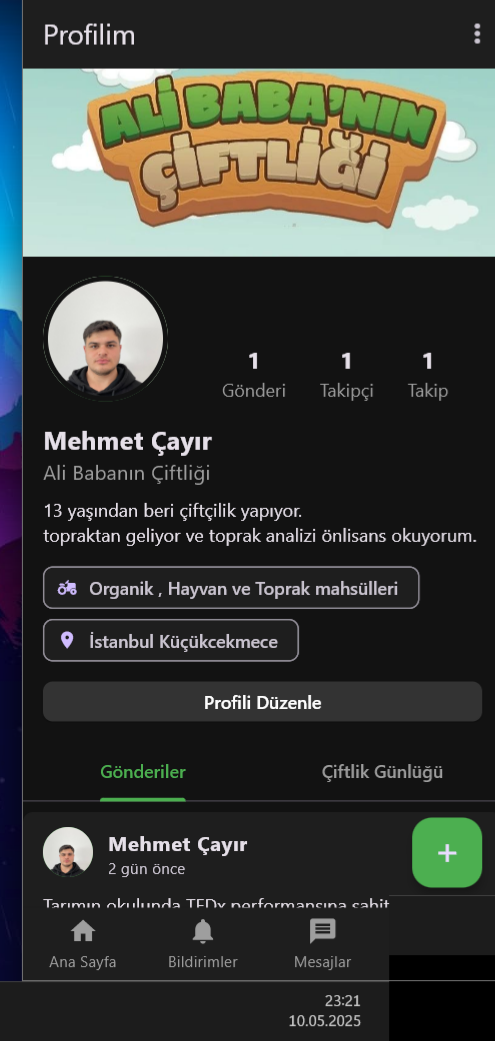 Profilim
ALİ BABA'NIN
ÇİFTLİĞİ
1 1 1
Gönderi Takipçi Takip
Mehmet Çayır
Ali Babanın Çiftliği
13 yaşından beri çiftçilik yapıyor.
topraktan geliyor ve toprak analizi önlisans okuyorum.
Organik , Hayvan ve Toprak mahsülleri
İstanbul Küçükcekmece
Profili Düzenle
Gönderiler Çiftlik Günlüğü
Mehmet Çayır
2 gün önce
Tarımın okulunda TEDx performansına şahit
Ana Sayfa Bildirimler Mesajlar
23:21
10.05.2025